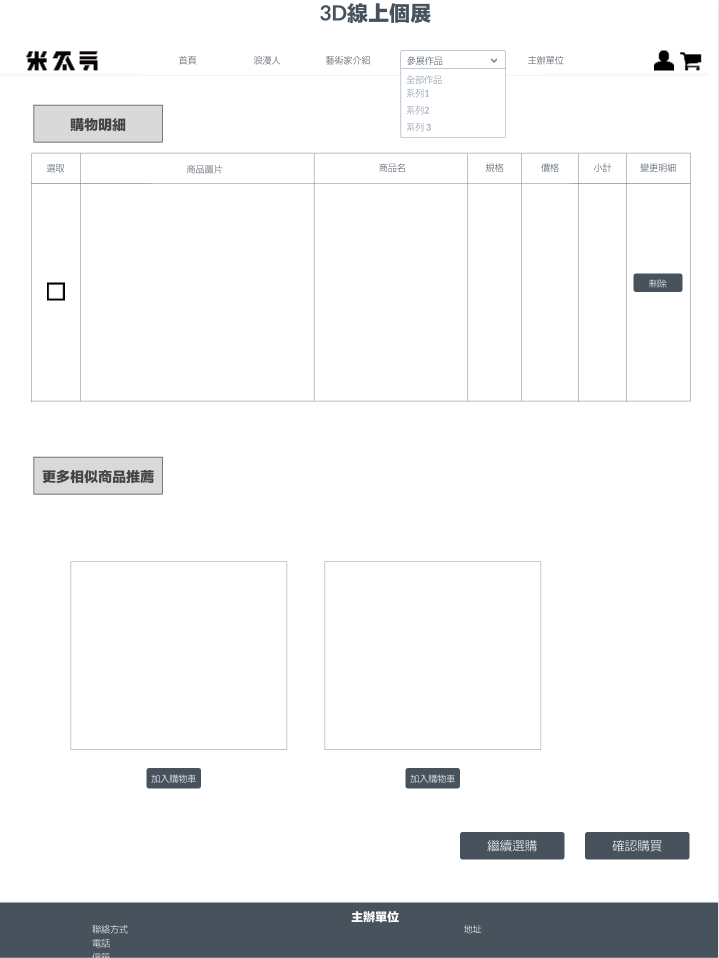 3D線上個展
米太亏
首頁 浪漫人 藝術家介紹 參展作品 主辦單位
全部作品
系列1
系列2
系列 3
購物明細
選取 商品圖片 商品名 規格 價格 小計 變更明細
刪除
更多相似商品推薦
加入購物車 加入購物車
繼續選購 確認購買
主辦單位
聯絡方式 地址
電話
信箱